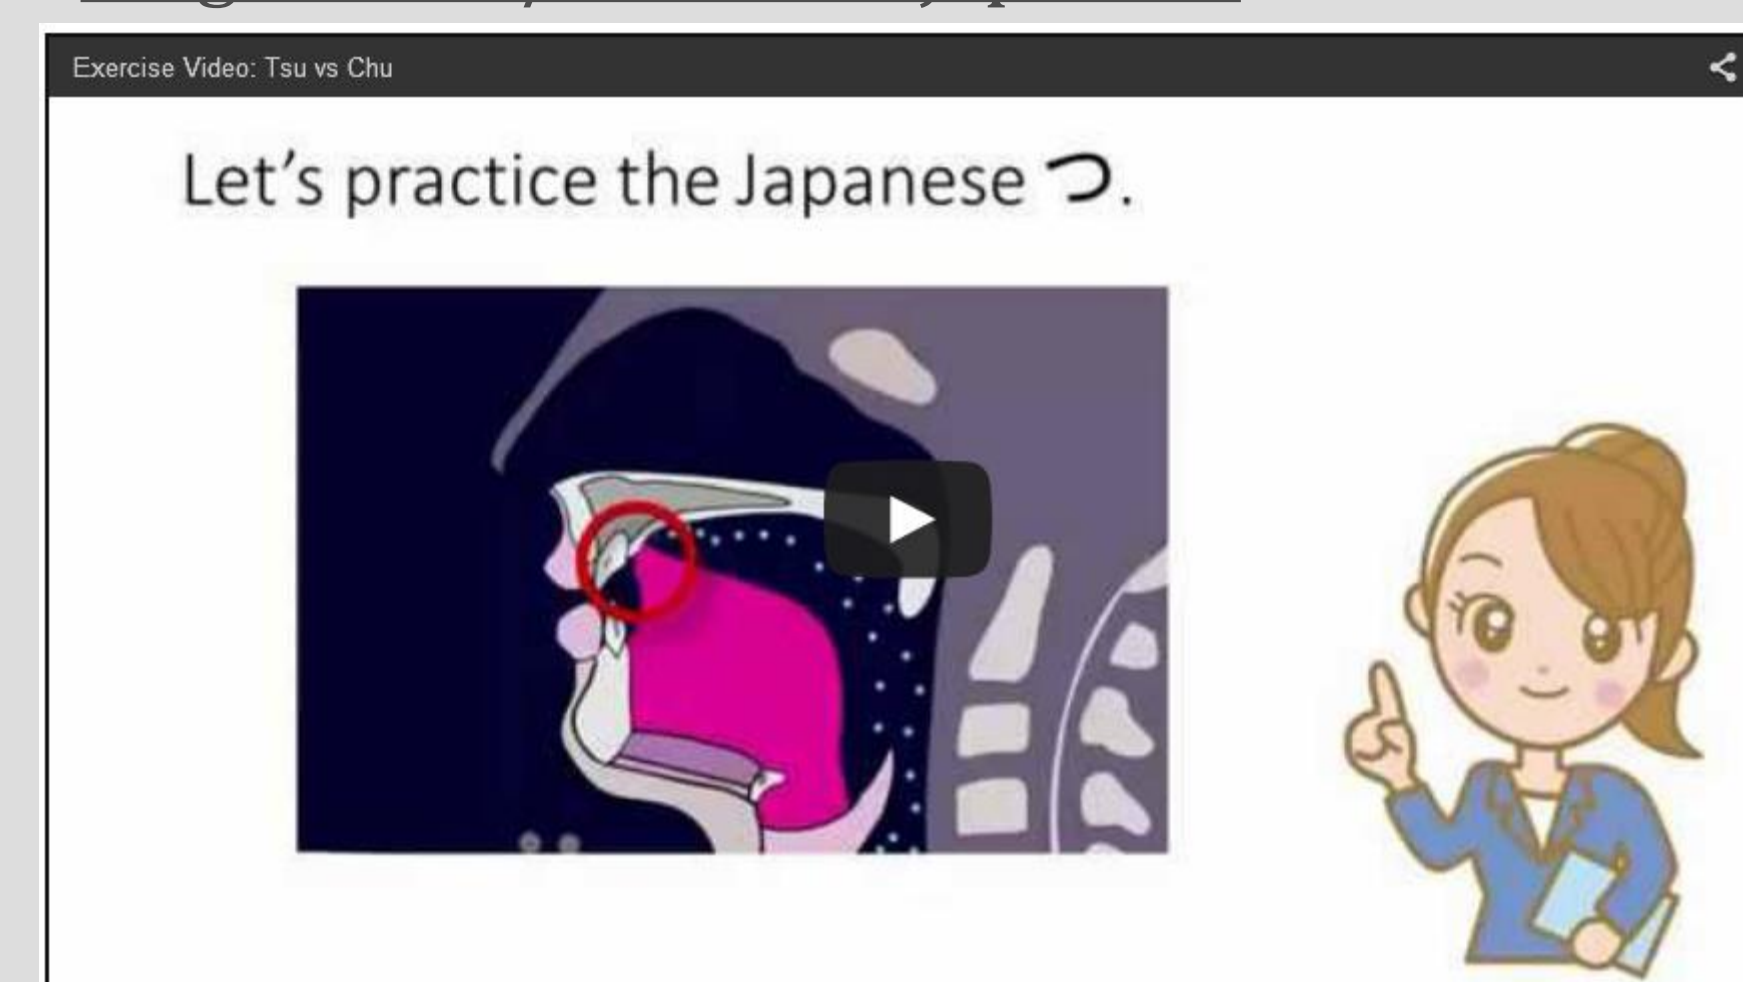 Exercise Video: Tsu vs Chu
Let's practice the Japanese つ.